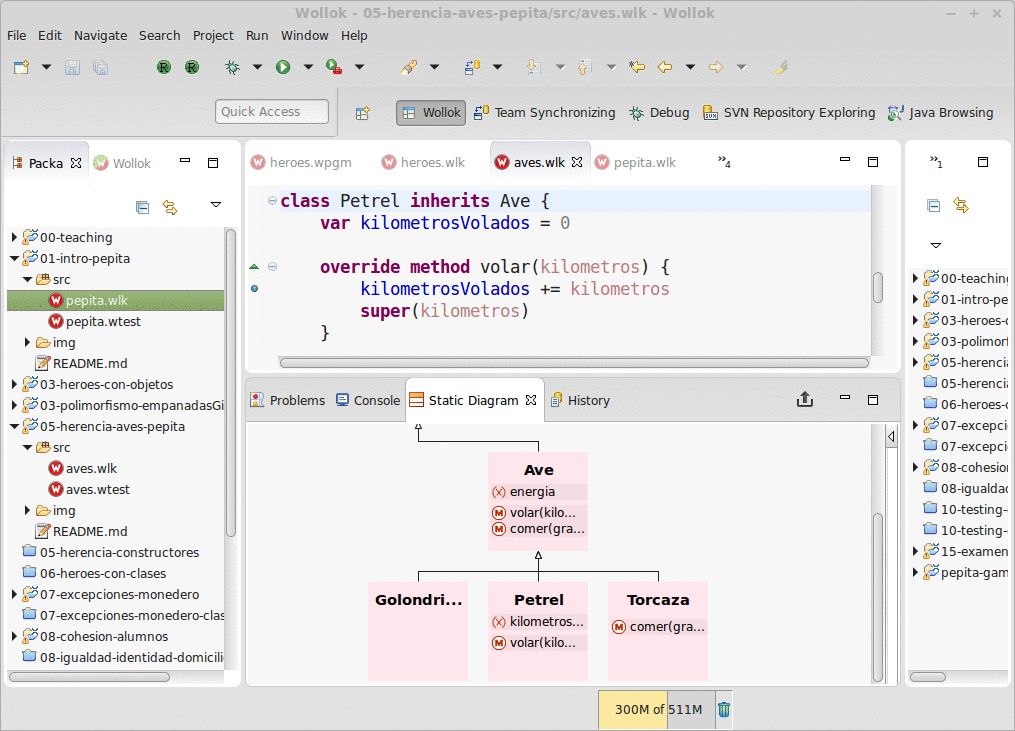 Wollok - 05-herencia-aves-pepita/src/aves.wlk - Wollok
File Edit Navigate Search Project Run Window Help
Quick Access
Wollok Team Synchronizing Debug SVN Repository Exploring Java Browsing
Packa Wollok
00-teaching
01-intro-pepita
src
pepita.wlk
pepita.wtest
img
README.md
03-heroes-con-objetos
03-polimorfismo-empanadasGi
05-herencia-aves-pepita
src
aves.wlk
aves.wtest
img
README.md
05-herencia-constructores
06-heroes-con-clases
07-excepciones-monedero
07-excepciones-monedero-clas
08-cohesion-alumnos
08-igualdad-identidad-domicili
heroes.wpgm heroes.wlk aves.wlk pepita.wlk »4
class Petrel inherits Ave {
var kilometrosVolados = 0
override method volar(kilometros) {
kilometrosVolados += kilometros
super(kilometros)
}
Problems Console Static Diagram History
Ave
(x) energia
M volar(kilo...
M comer(gra...
Golondri...
Petrel
(x) kilometros...
M volar(kilo...
Torcaza
M comer(gra...
»1
00-teaching
01-intro-pe
03-heroes-c
03-polimorf
05-herencia
05-herencia
06-heroes-c
07-excepci
07-excepci
08-cohesion
08-igualdad
10-testing-
10-testing-
15-examen
pepita-gam
300M of 511M